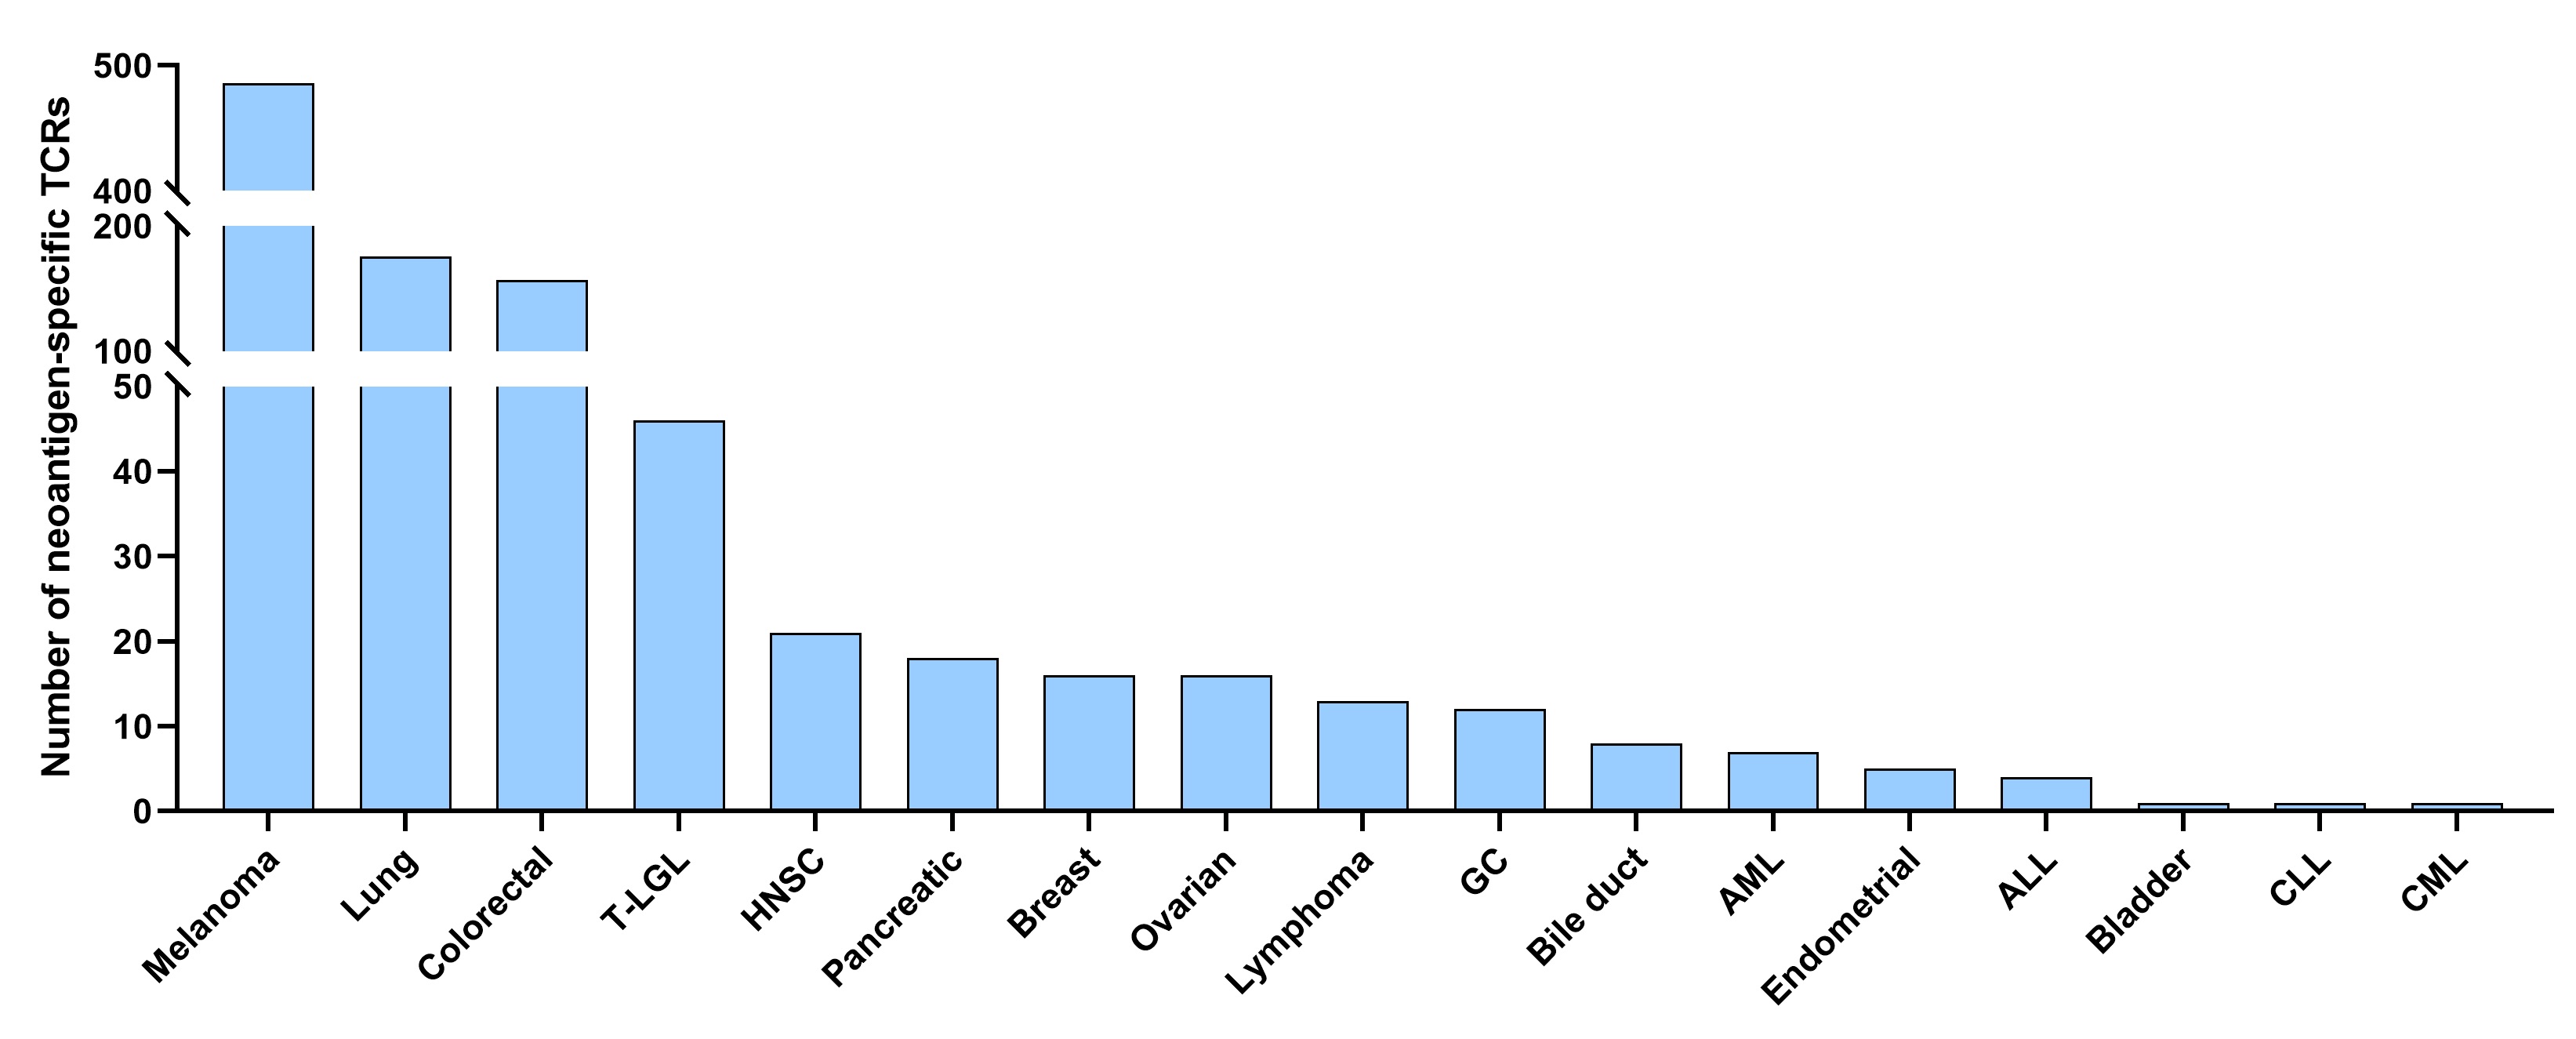 Number of neoantigen-specific TCRs
500
400
200
100
50
40
30
20
10
0
Melanoma
Lung
Colorectal
T-LGL
HNSC
Pancreatic
Breast
Ovarian
Lymphoma
GC
Bile duct
AML
Endometrial
ALL
Bladder
CLL
CML